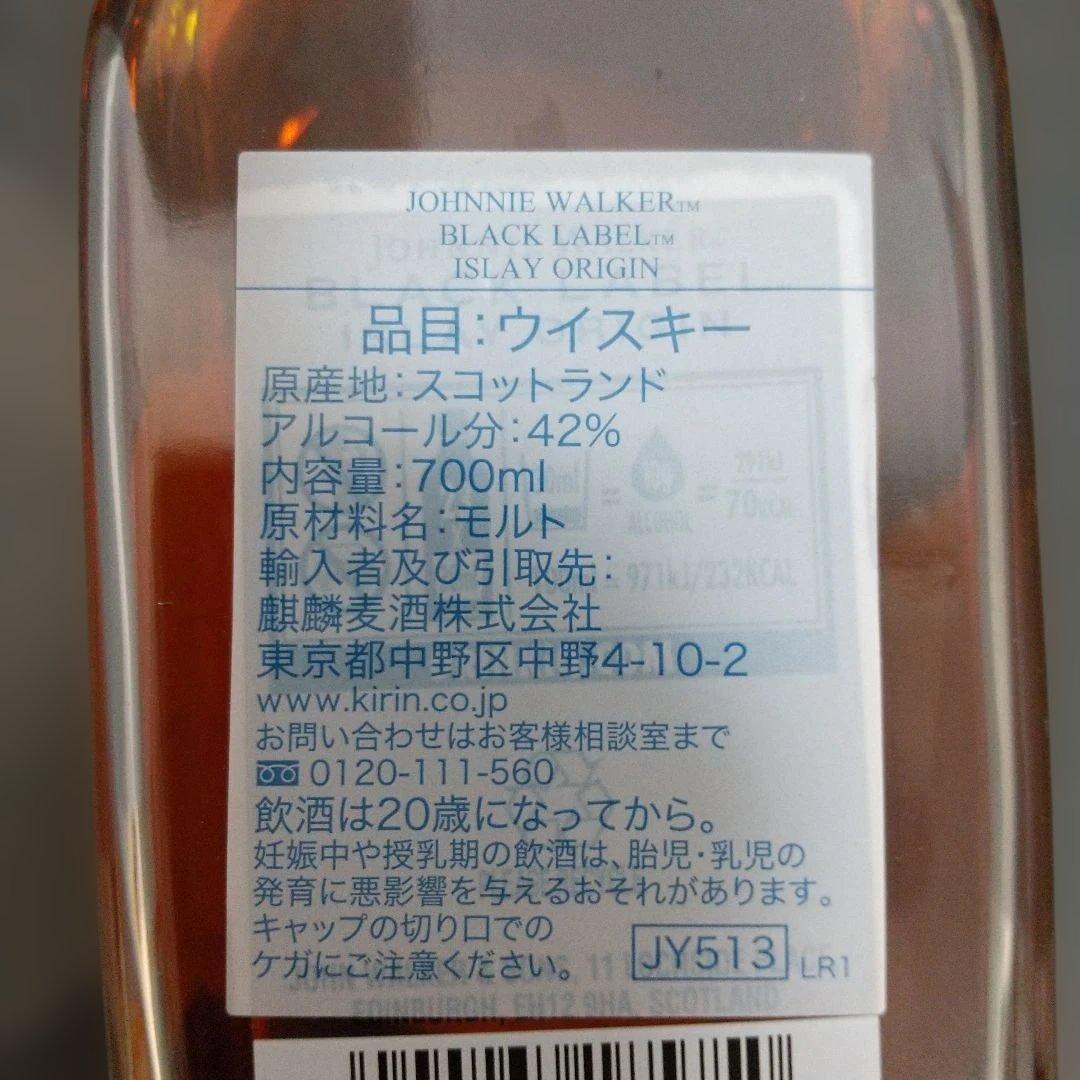 JOHNNIE WALKER™
BLACK LABEL™
ISLAY ORIGIN
品目：ウイスキー
原産地：スコットランド
アルコール分：42%
内容量：700ml
原材料名：モルト
輸入者及び引取先：
麒麟麦酒株式会社
東京都中野区中野4-10-2
www.kirin.co.jp
お問い合わせはお客様相談室まで
0120-111-560
飲酒は20歳になってから。
妊娠中や授乳期の飲酒は、胎児・乳児の
発育に悪影響を与えるおそれがあります。
キャップの切り口での
ケガにご注意ください。
JY513 LR1
EDINBURGH, EH12 9HA, SCOTLAND